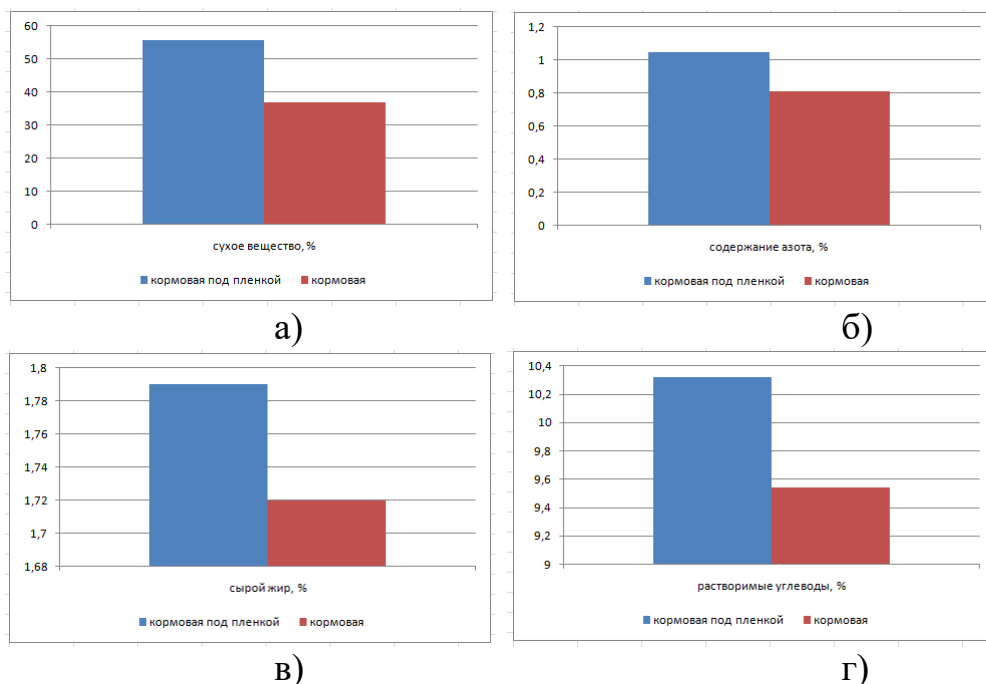 60
50
40
30
20
10
0
сухое вещество, %
кормовая под пленкой кормовая
а)
1,2
1
0,8
0,6
0,4
0,2
0
содержание азота, %
кормовая под пленкой кормовая
б)
1,8
1,78
1,76
1,74
1,72
1,7
1,68
сырой жир, %
кормовая под пленкой кормовая
в)
10,4
10,2
10
9,8
9,6
9,4
9,2
9
растворимые углеводы, %
кормовая под пленкой кормовая
г)